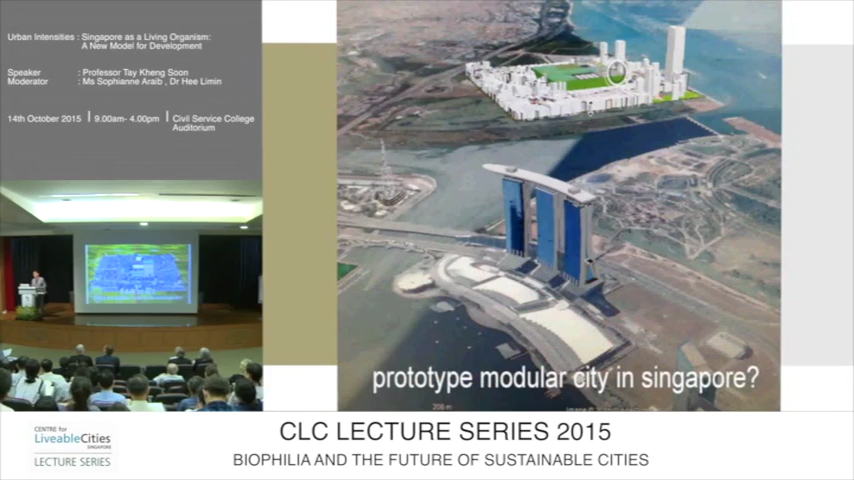 Urban Intensities : Singapore as a Living Organism:
A New Model for Development
Speaker : Professor Tay Kheng Soon
Moderator : Ms Sophianne Araib , Dr Hee Limin
14th October 2015 | 9.00am- 4.00pm | Civil Service College
Auditorium
prototype modular city in singapore?
CENTRE for
LiveableCities
SINGAPORE
LECTURE SERIES
CLC LECTURE SERIES 2015
BIOPHILIA AND THE FUTURE OF SUSTAINABLE CITIES